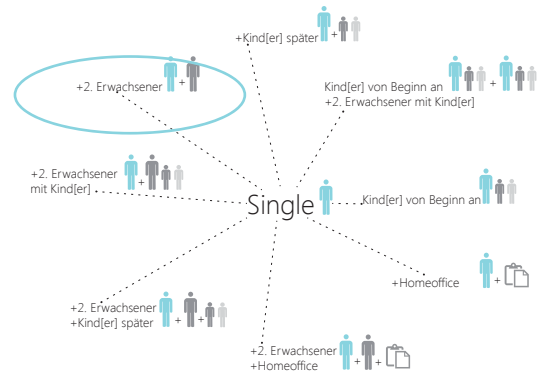 +Kind[er] später
+
+2. Erwachsener +
Kind[er] von Beginn an + +
+2. Erwachsener mit Kind[er]
+2. Erwachsener +
mit Kind[er]
Single
Kind[er] von Beginn an +
+Homeoffice +
+2. Erwachsener
+Kind[er] später + +
+2. Erwachsener + +
+Homeoffice